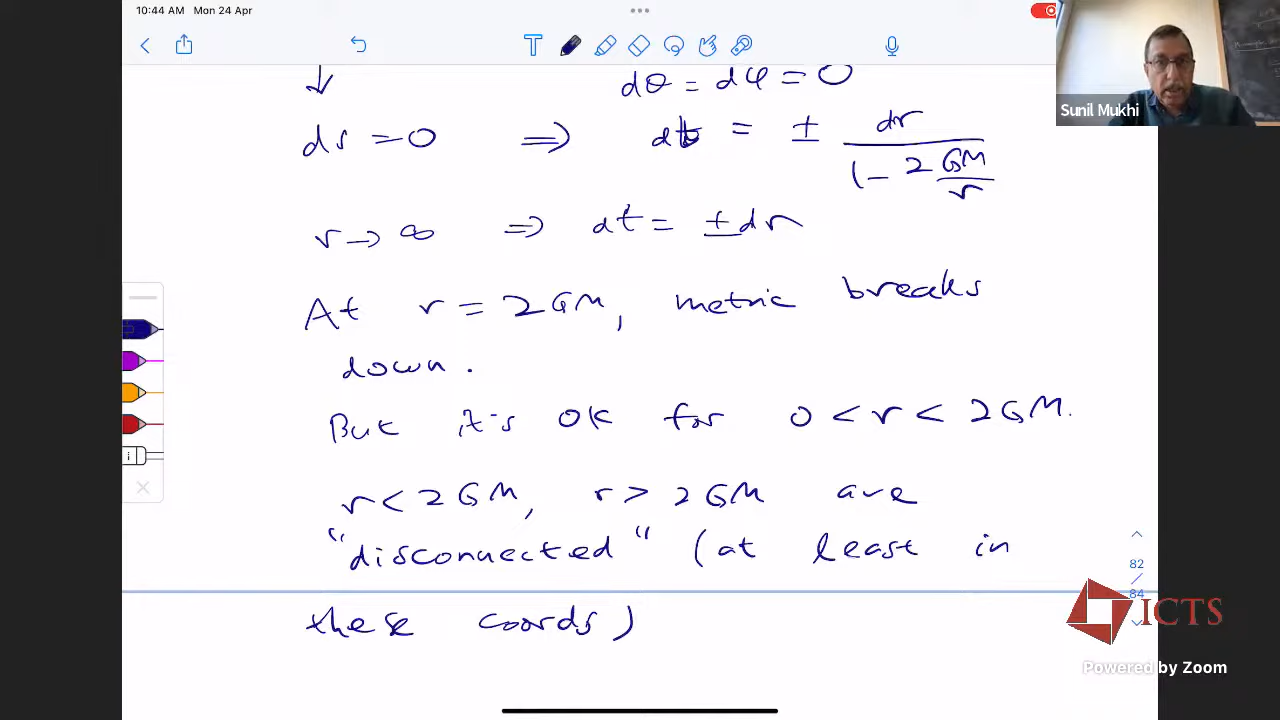 10:44 AM Mon 24 Apr
dθ = dφ = 0
Sunil Mukhi
ds = 0 ⟹ dt = ± dr / (1 - 2GM/r)
r → ∞ ⟹ dt = ±dr
At r = 2GM, metric breaks
down.
But it's OK for 0 < r < 2GM.
r < 2GM, r > 2GM are
"disconnected" (at least in
82
/
84
these coords)
ICTS
Powered by Zoom